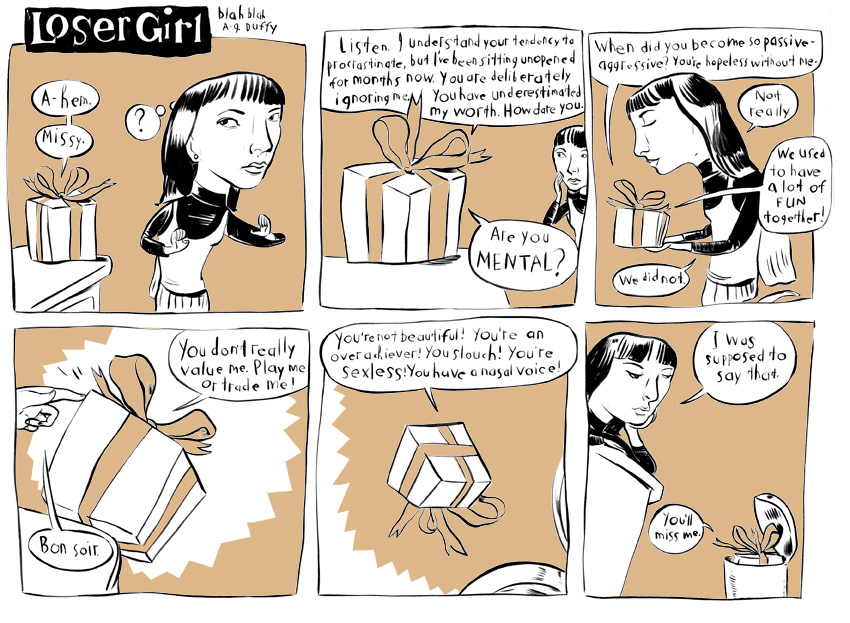 LOSER GIRL
blah blah
A-g. DUFFY
A-hem.
Missy.
?
Listen. I understand your tendency to
procrastinate, but I've been sitting unopened
for months now. You are deliberately
ignoring me.
You have underestimated
my worth. How date you.
Are you
MENTAL?
When did you become so passive-
aggressive? You're hopeless without me.
Not
really
We used
to have
a lot of
FUN
together!
We did not.
You don't really
value me. Play me
or trade me!
Bon soir.
You're not beautiful! You're an
overachiever! You slouch! You're
sexless! You have a nasal voice!
I was
supposed to
say that.
You'll
miss me.